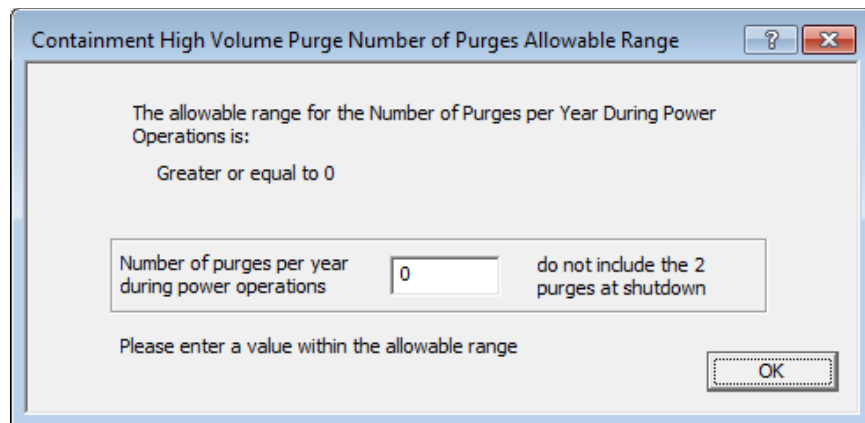 Containment High Volume Purge Number of Purges Allowable Range
The allowable range for the Number of Purges per Year During Power
Operations is:
Greater or equal to 0
Number of purges per year
during power operations
0
do not include the 2
purges at shutdown
Please enter a value within the allowable range
OK